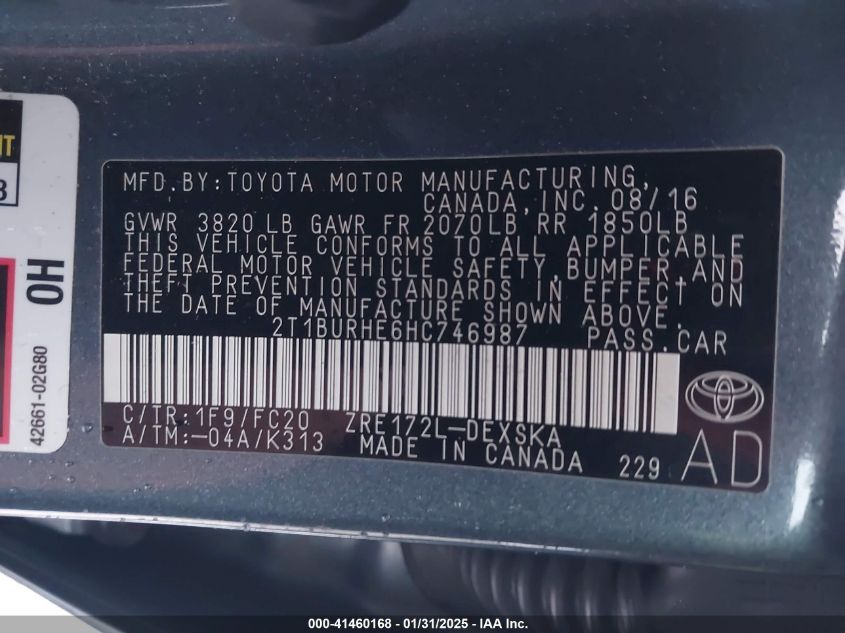 MFD.BY:TOYOTA MOTOR MANUFACTURING,
CANADA, INC. 08/16
GVWR 3820 LB GAWR FR 2070LB, RR 1850LB
THIS VEHICLE CONFORMS TO ALL APPLICABLE
FEDERAL MOTOR VEHICLE SAFETY, BUMPER, AND
THEFT PREVENTION STANDARDS IN EFFECT ON
THE DATE OF MANUFACTURE SHOWN ABOVE.
2T1BURHE6HC746987 PASS.CAR
C/TR:1F9/FC20 ZRE172L-DEXSKA
A/TM:-04A/K313 MADE IN CANADA 229
AD
OH
42661-02G80
000-41460168 - 01/31/2025 - IAA Inc.